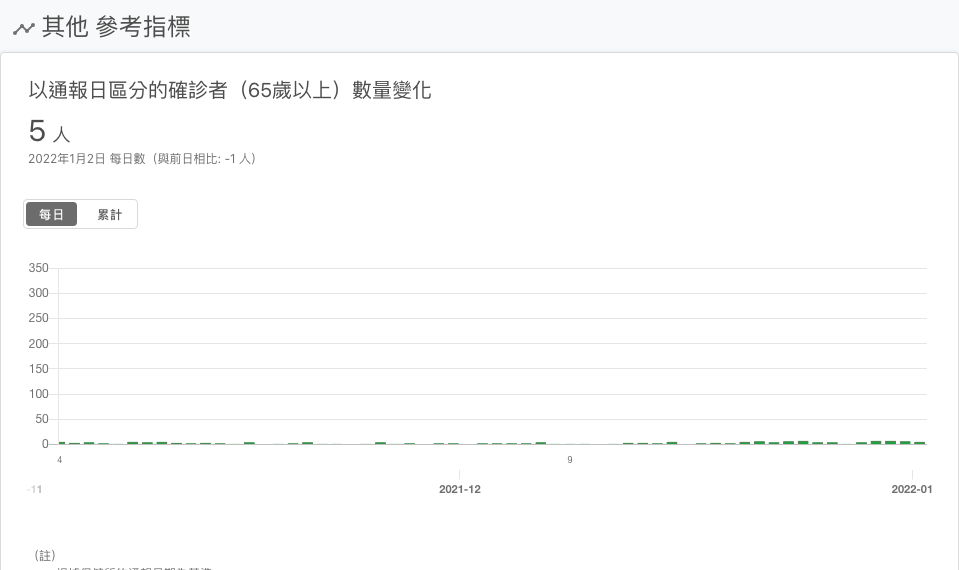 其他 參考指標
以通報日區分的確診者（65歲以上）數量變化
5 人
2022年1月2日 每日數（與前日相比: -1 人）
每日 累計
350
300
250
200
150
100
50
0
4 9
-11 2021-12 2022-01
（註）